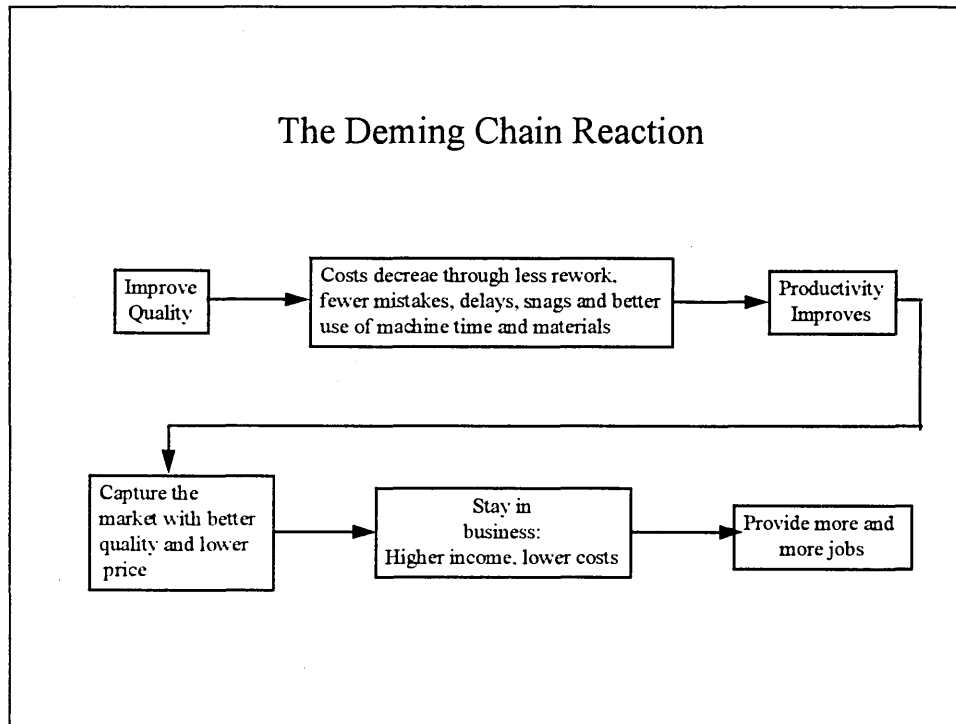 The Deming Chain Reaction
Improve
Quality
Costs decreae through less rework,
fewer mistakes, delays, snags and better
use of machine time and materials
Productivity
Improves
Capture the
market with better
quality and lower
price
Stay in
business:
Higher income, lower costs
Provide more and
more jobs